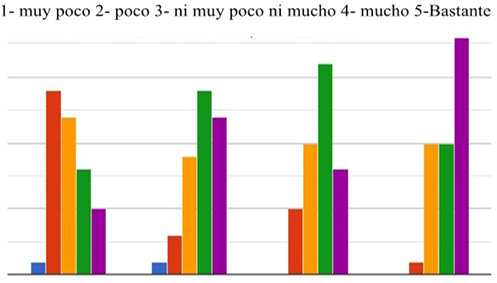 1- muy poco 2- poco 3- ni muy poco ni mucho 4- mucho 5-Bastante